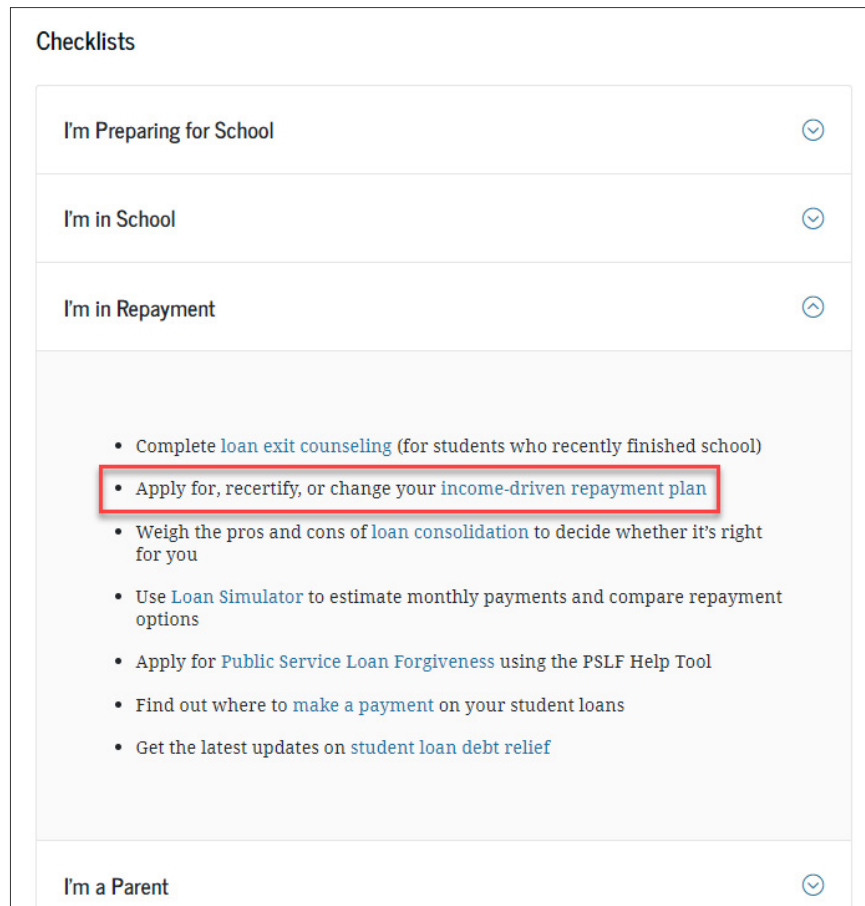 Checklists
I'm Preparing for School
I'm in School
I'm in Repayment
• Complete loan exit counseling (for students who recently finished school)
• Apply for, recertify, or change your income-driven repayment plan
• Weigh the pros and cons of loan consolidation to decide whether it's right
for you
• Use Loan Simulator to estimate monthly payments and compare repayment
options
• Apply for Public Service Loan Forgiveness using the PSLF Help Tool
• Find out where to make a payment on your student loans
• Get the latest updates on student loan debt relief
I'm a Parent